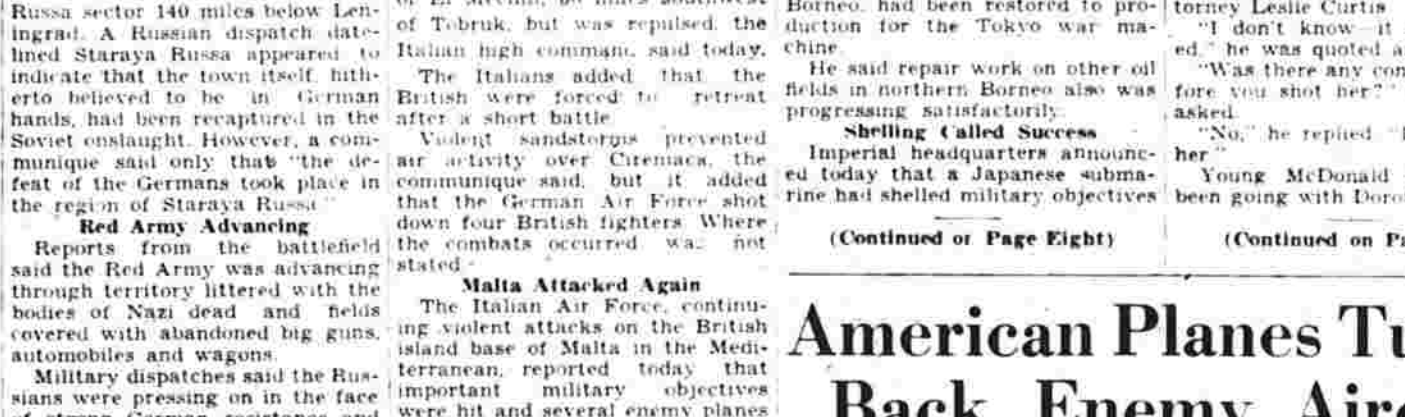 Russa sector 140 miles below Len-
ingrad. A Russian dispatch date-
lined Staraya Russa appeared to
indicate that the town itself, hith-
erto believed to be in German
hands, had been recaptured in the
Soviet onslaught. However, a com-
munique said only that "the de-
feat of the Germans took place in
the region of Staraya Russa"
Red Army Advancing
Reports from the battlefield
said the Red Army was advancing
through territory littered with the
bodies of Nazi dead and fields
covered with abandoned big guns,
automobiles and wagons.
Military dispatches said the Rus-
sians were pressing on in the face
of strong German resistance and
of Tobruk, but was repulsed, the
Italian high command, said today.
The Italians added that the
British were forced to retreat
after a short battle
Violent sandstorms prevented
air activity over the
communique said, but it added
that the German Air Force shot
down four British fighters Where
the combats occurred was not
stated
Malta Attacked Again
The Italian Air Force, continu-
ing violent attacks on the British
island base of Malta in the Medi-
terranean, reported today that
important military objectives
were hit and several enemy planes
Borneo, had been restored to pro-
duction for the Tokyo war ma-
chine.
He said repair work on other oil
fields in northern Borneo also was
progressing satisfactorily.
Shelling Called Success
Imperial headquarters announc-
ed today that a Japanese subma-
rine had shelled military objectives
(Continued or Page Eight)
torney Leslie Curtis
"I don't know it
ed," he was quoted a
"Was there any con
fore you shot her?"
asked
"No," he replied
her"
Young McDonald
been going with Doro
(Continued on Pa
American Planes Tu
Back Enemy Airc